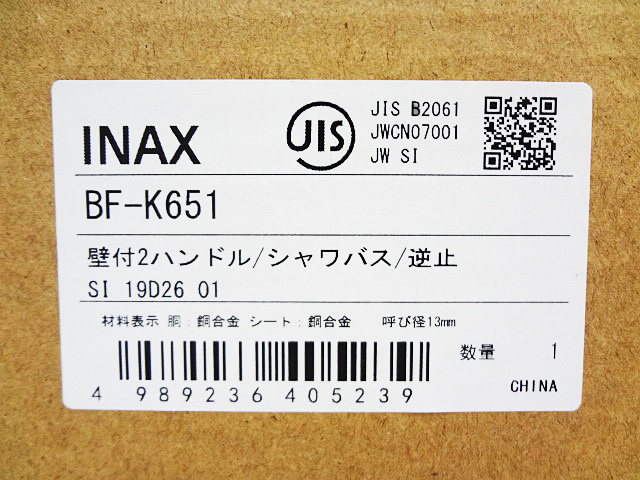 INAX
JIS
JIS B2061
JWCN07001
JW SI
BF-K651
壁付2ハンドル/シャワバス/逆止
SI 19D26 01
材料表示 胴:銅合金 シート:銅合金 呼び径13mm
数量 1
4 989236 405239
CHINA